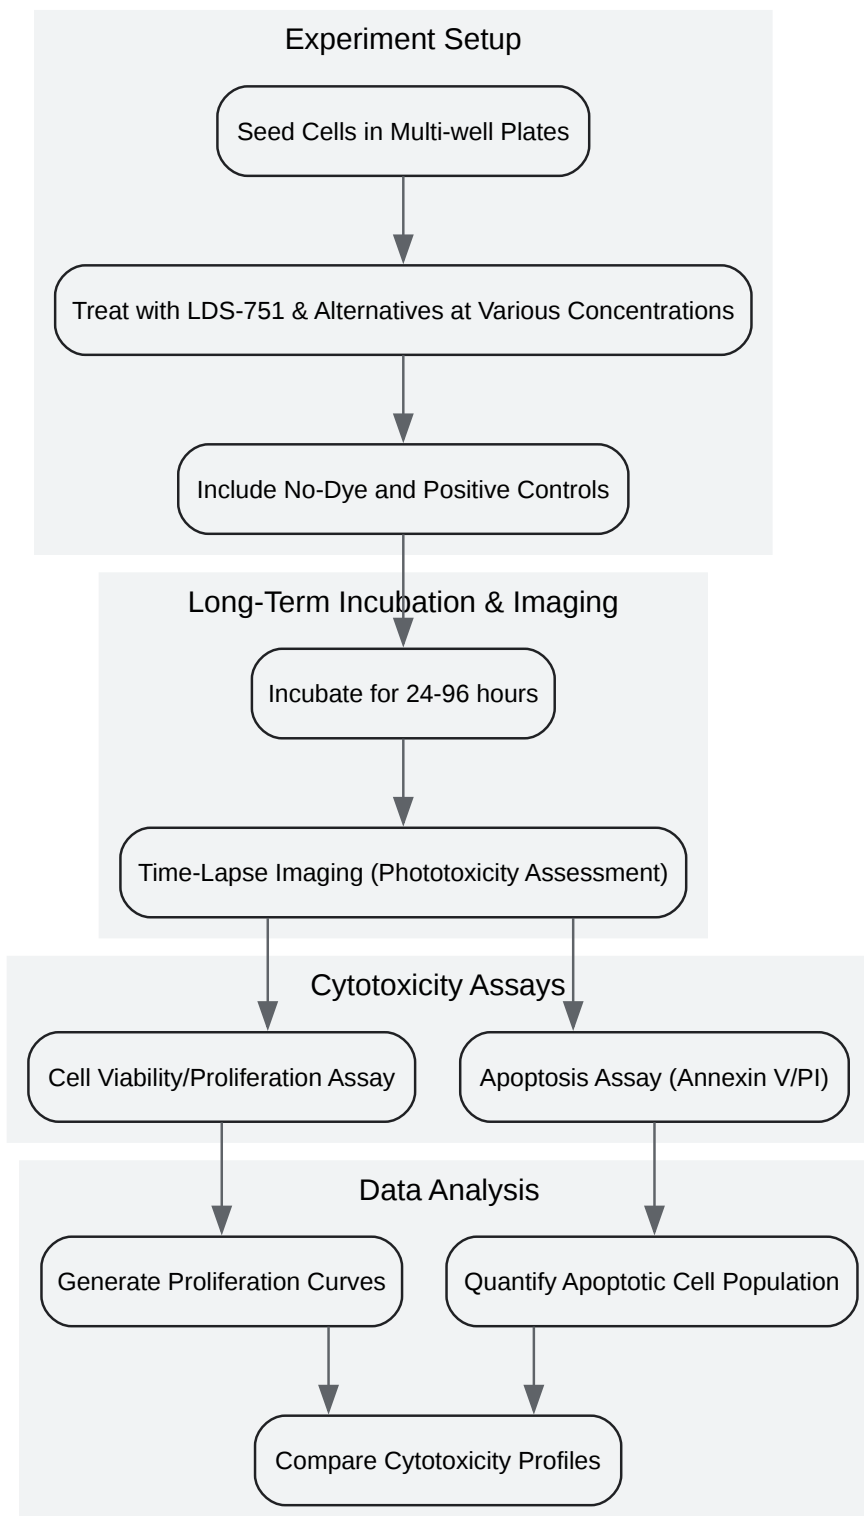 Experiment Setup
Seed Cells in Multi-well Plates
Treat with LDS-751 & Alternatives at Various Concentrations
Include No-Dye and Positive Controls
Long-Term Incubation & Imaging
Incubate for 24-96 hours
Time-Lapse Imaging (Phototoxicity Assessment)
Cytotoxicity Assays
Cell Viability/Proliferation Assay
Apoptosis Assay (Annexin V/PI)
Data Analysis
Generate Proliferation Curves
Quantify Apoptotic Cell Population
Compare Cytotoxicity Profiles